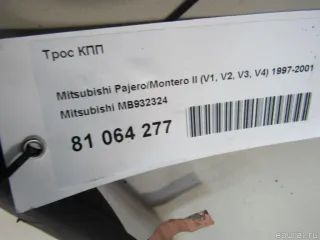 Трос КПП
Mitsubishi Pajero/Montero II (V1, V2, V3, V4) 1997-2001
Mitsubishi MB932324
81 064 277